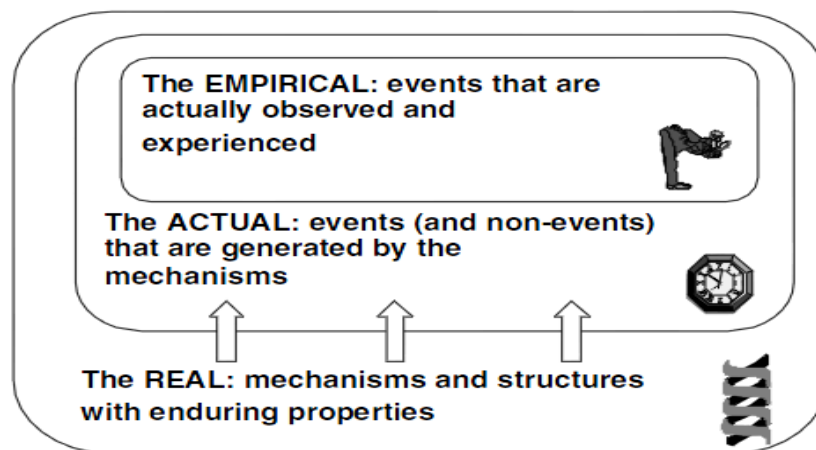 The EMPIRICAL: events that are
actually observed and
experienced
The ACTUAL: events (and non-events)
that are generated by the
mechanisms
The REAL: mechanisms and structures
with enduring properties